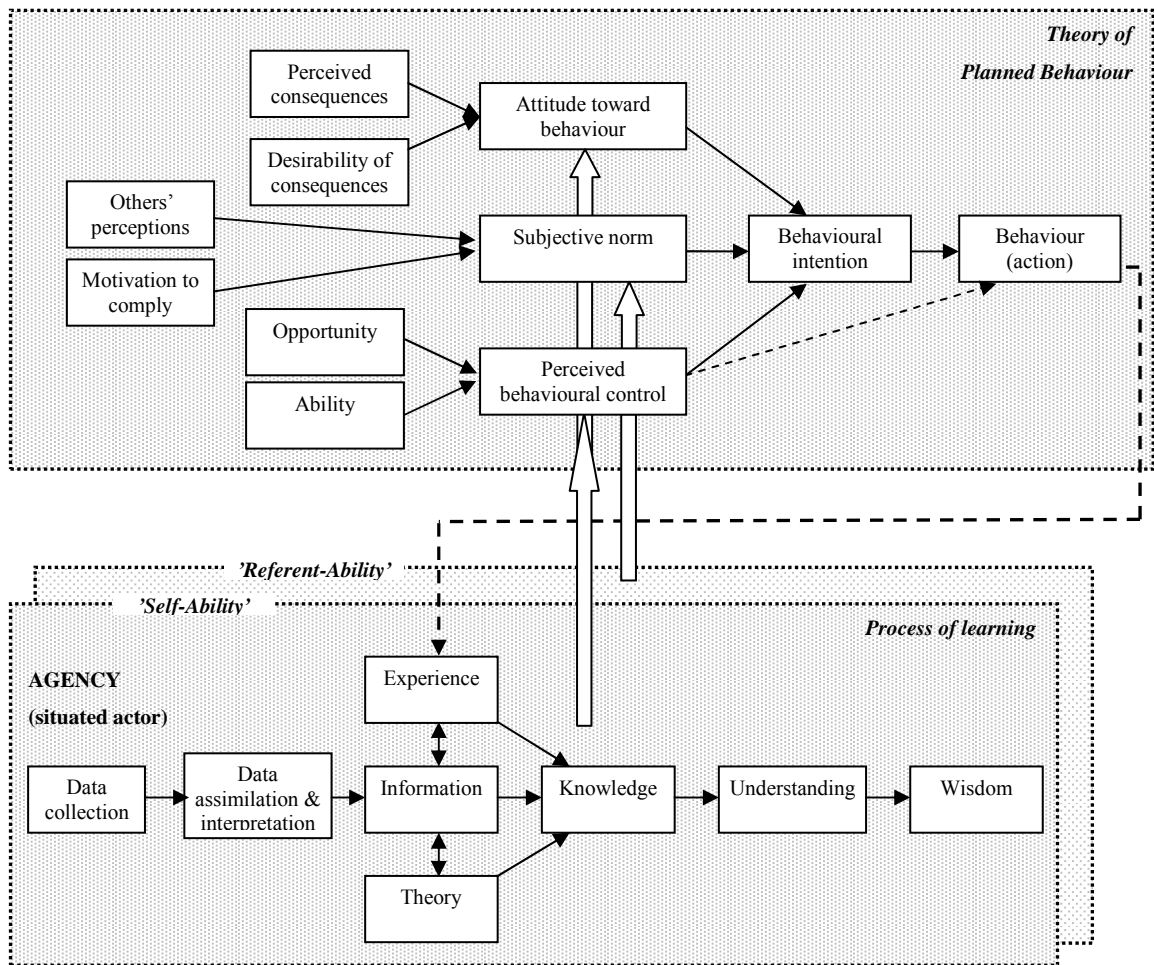 Theory of
Planned Behaviour
Perceived
consequences
Attitude toward
behaviour
Desirability of
consequences
Others’
perceptions
Subjective norm
Behavioural
intention
Behaviour
(action)
Motivation to
comply
Opportunity
Perceived
behavioural control
Ability
’Referent-Ability’
’Self-Ability’
Process of learning
AGENCY
(situated actor)
Experience
Data
collection
Data
assimilation &
interpretation
Information
Knowledge
Understanding
Wisdom
Theory